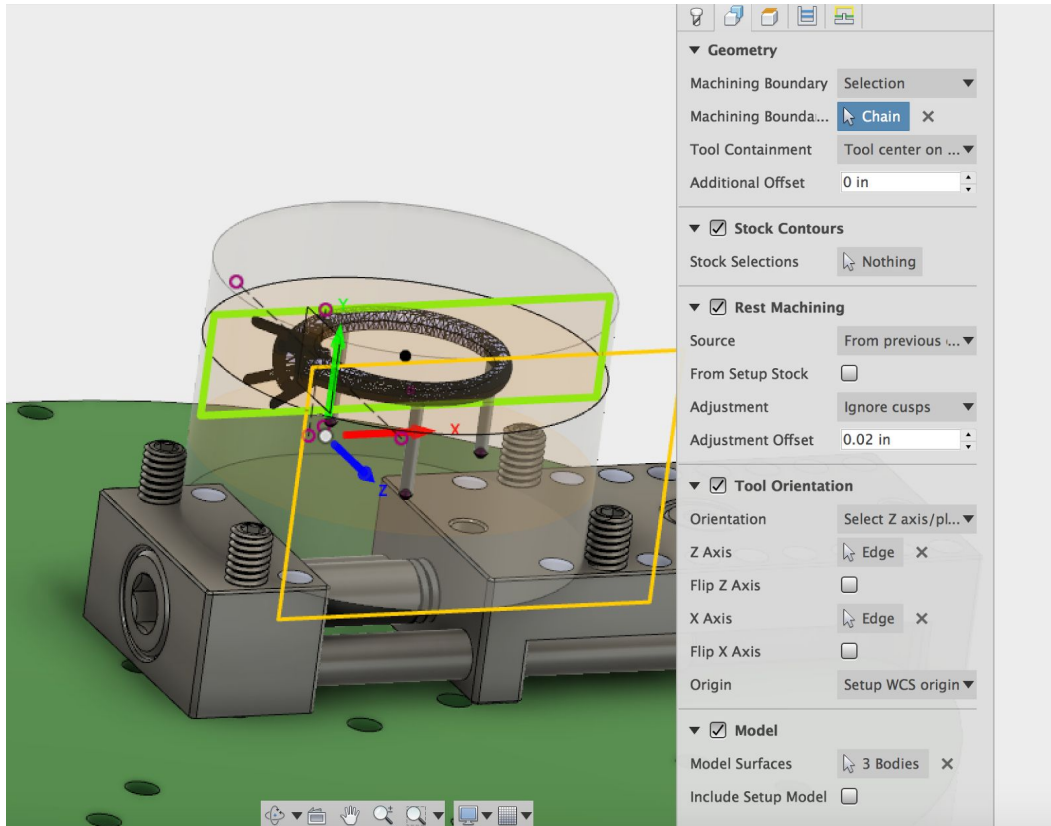 Geometry
Machining Boundary Selection
Machining Bounda... Chain
Tool Containment Tool center on ...
Additional Offset 0 in
Stock Contours
Stock Selections Nothing
Rest Machining
Source From previous ...
From Setup Stock
Adjustment Ignore cusps
Adjustment Offset 0.02 in
Tool Orientation
Orientation Select Z axis/pl...
Z Axis Edge
Flip Z Axis
X Axis Edge
Flip X Axis
Origin Setup WCS origin
Model
Model Surfaces 3 Bodies
Include Setup Model
Y
X
Z